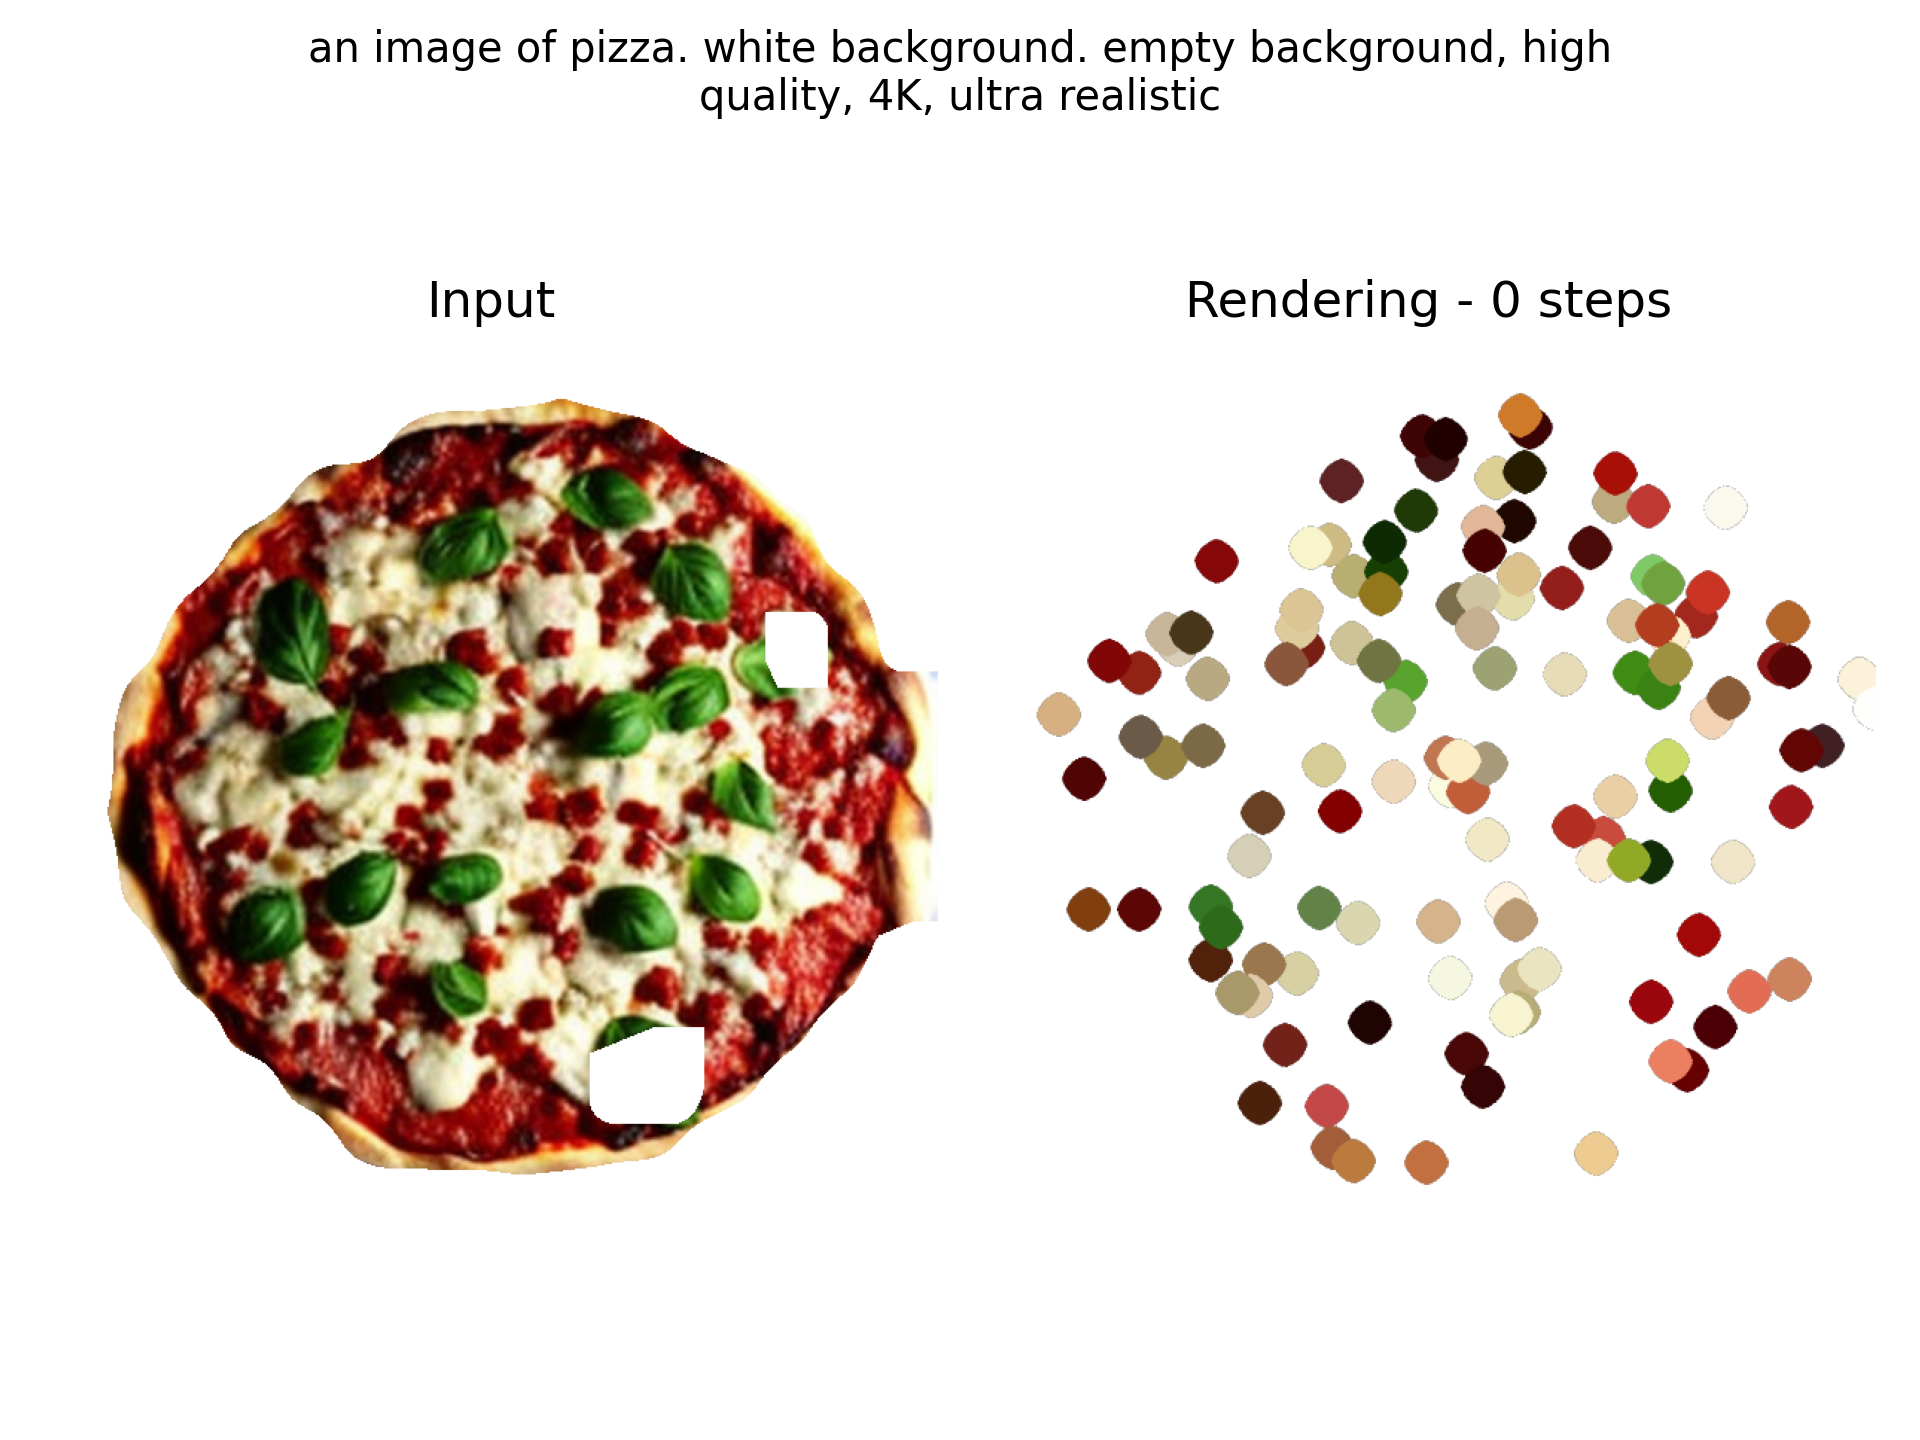 an image of pizza. white background. empty background, high
quality, 4K, ultra realistic
Input
Rendering - 0 steps